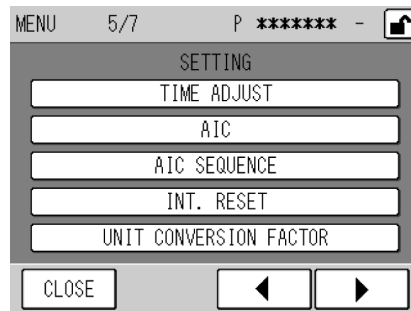 MENU 5/7 P ******* -
SETTING
TIME ADJUST
AIC
AIC SEQUENCE
INT. RESET
UNIT CONVERSION FACTOR
CLOSE